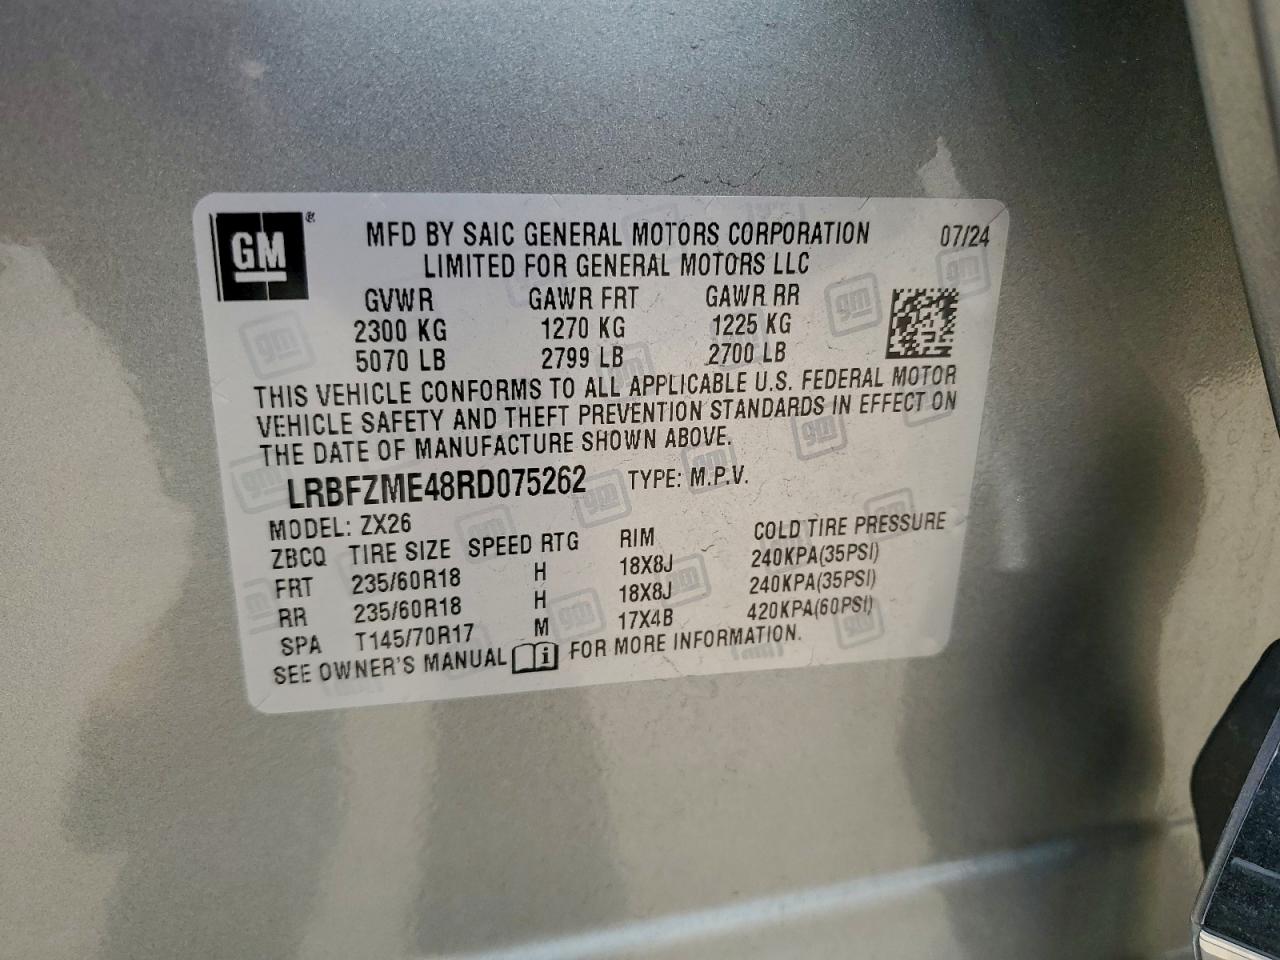 GM ®
MFD BY SAIC GENERAL MOTORS CORPORATION 07/24
LIMITED FOR GENERAL MOTORS LLC
GVWR GAWR FRT GAWR RR
2300 KG 1270 KG 1225 KG
5070 LB 2799 LB 2700 LB
THIS VEHICLE CONFORMS TO ALL APPLICABLE U.S. FEDERAL MOTOR
VEHICLE SAFETY AND THEFT PREVENTION STANDARDS IN EFFECT ON
THE DATE OF MANUFACTURE SHOWN ABOVE.
LRBFZME48RD075262 TYPE: M.P.V.
MODEL: ZX26
ZBCQ TIRE SIZE SPEED RTG RIM COLD TIRE PRESSURE
FRT 235/60R18 H 18X8J 240KPA(35PSI)
RR 235/60R18 H 18X8J 240KPA(35PSI)
SPA T145/70R17 M 17X4B 420KPA(60PSI)
SEE OWNER'S MANUAL i FOR MORE INFORMATION.